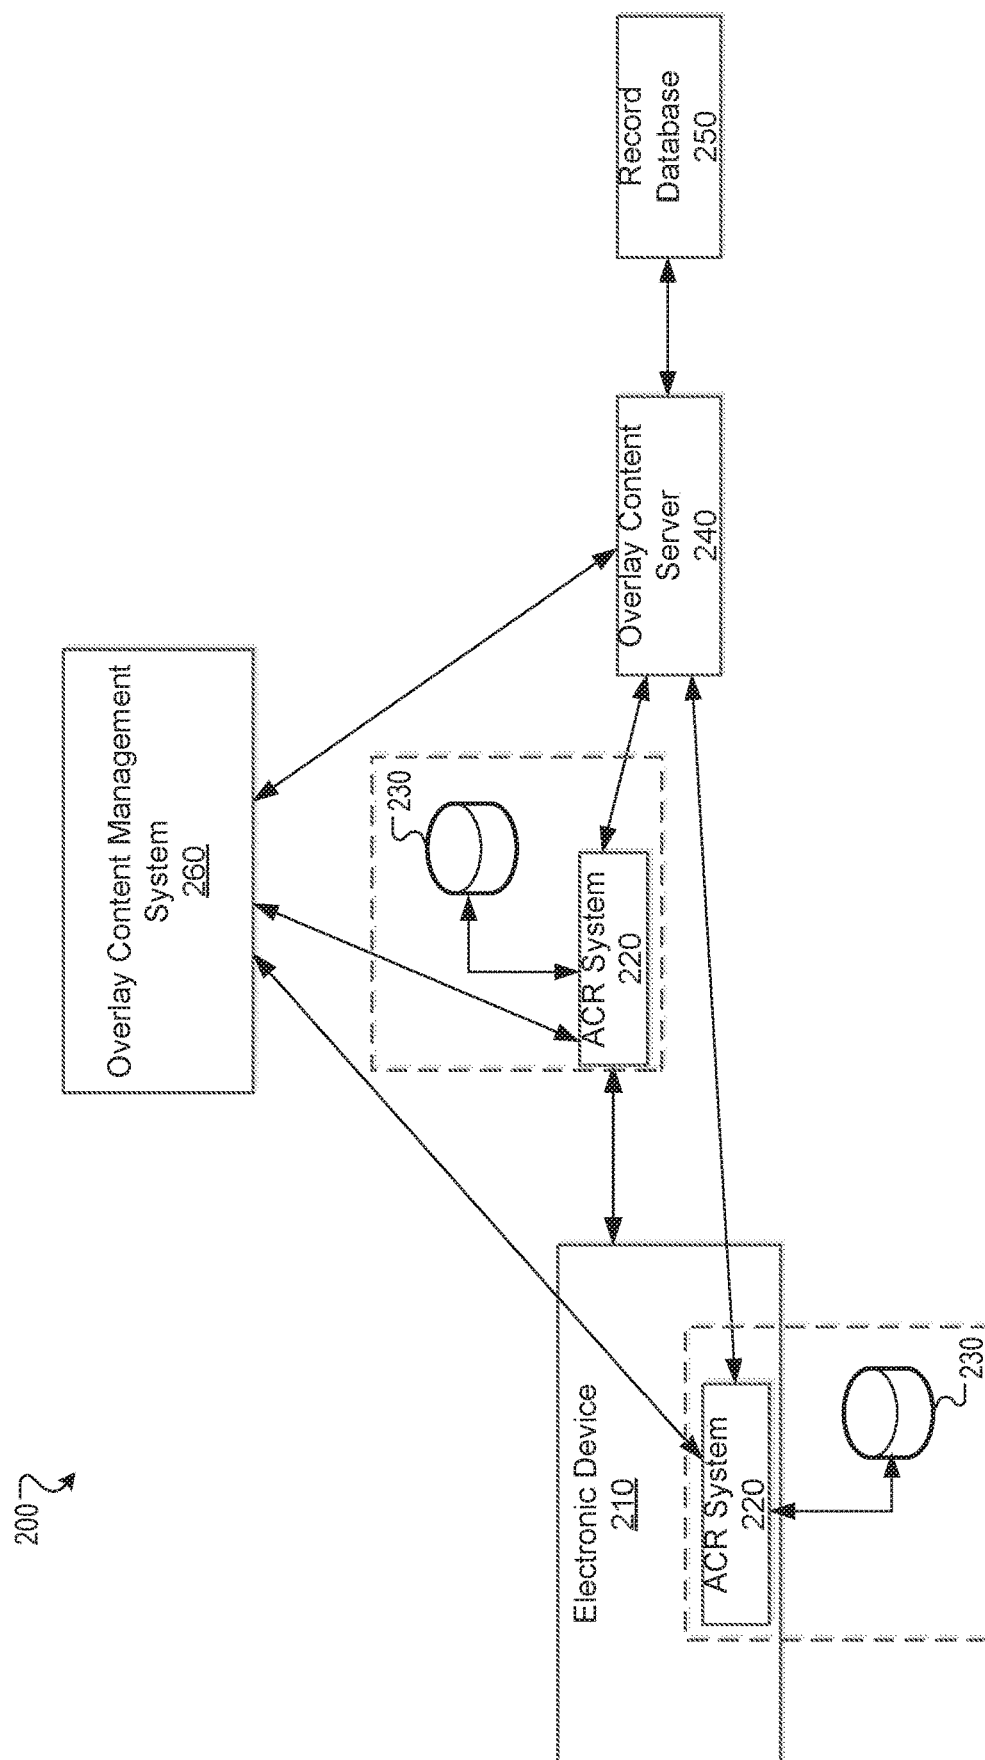 200
Overlay Content Management
System
260
Electronic Device
210
ACR System
220
230
ACR System
220
230
Overlay Content
Server
240
Record
Database
250